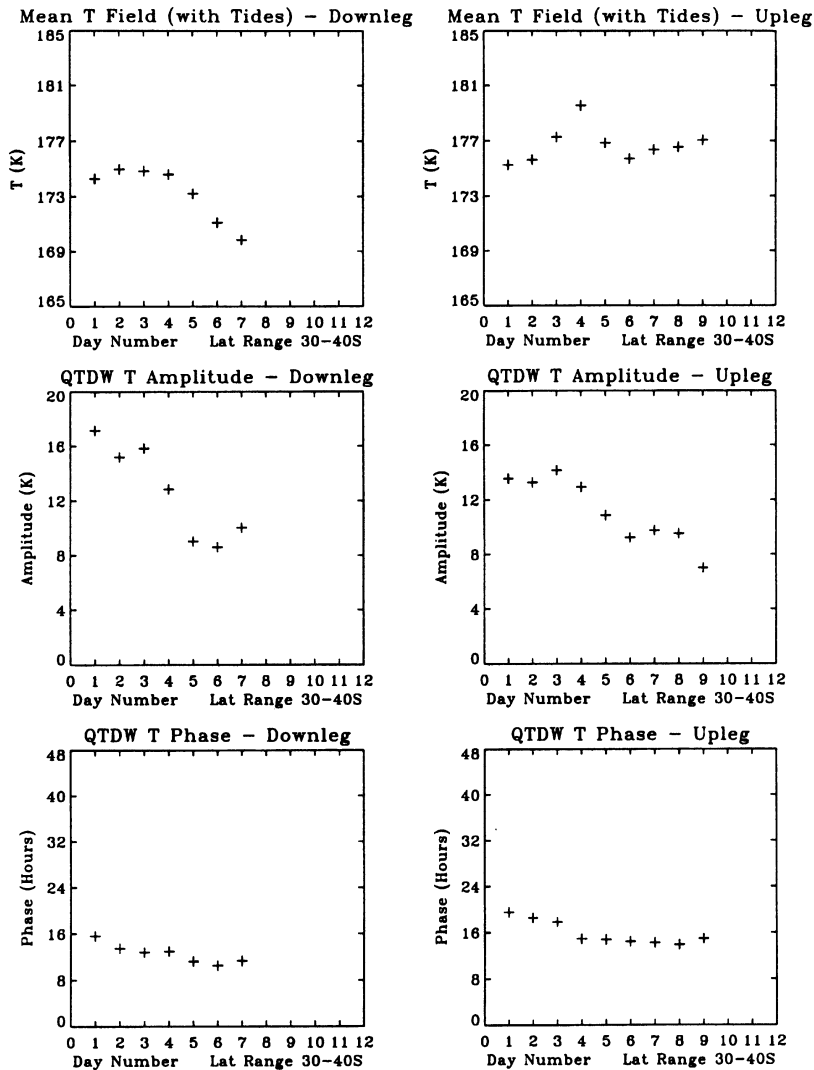 Mean T Field (with Tides) – Downleg
185
181
177
173
169
165
T (K)
0 1 2 3 4 5 6 7 8 9 10 11 12
Day Number Lat Range 30–40S
Mean T Field (with Tides) – Upleg
185
181
177
173
169
165
T (K)
0 1 2 3 4 5 6 7 8 9 10 11 12
Day Number Lat Range 30–40S
QTDW T Amplitude – Downleg
20
16
12
8
4
0
Amplitude (K)
0 1 2 3 4 5 6 7 8 9 10 11 12
Day Number Lat Range 30–40S
QTDW T Amplitude – Upleg
20
16
12
8
4
0
Amplitude (K)
0 1 2 3 4 5 6 7 8 9 10 11 12
Day Number Lat Range 30–40S
QTDW T Phase – Downleg
48
40
32
24
16
8
0
Phase (Hours)
0 1 2 3 4 5 6 7 8 9 10 11 12
Day Number Lat Range 30–40S
QTDW T Phase – Upleg
48
40
32
24
16
8
0
Phase (Hours)
0 1 2 3 4 5 6 7 8 9 10 11 12
Day Number Lat Range 30–40S